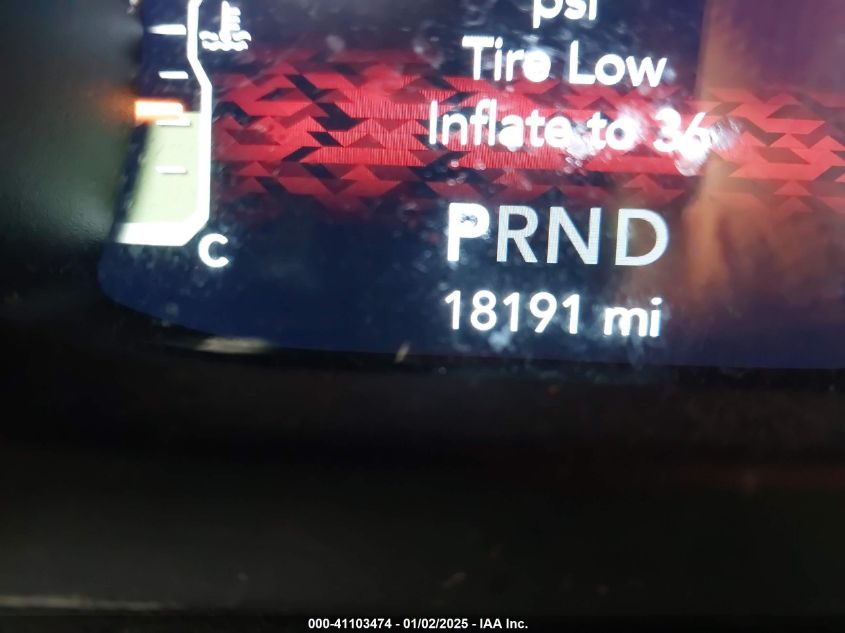 psi
Tire Low
Inflate to 36
PRND
C
18191 mi
000-41103474 - 01/02/2025 - IAA Inc.